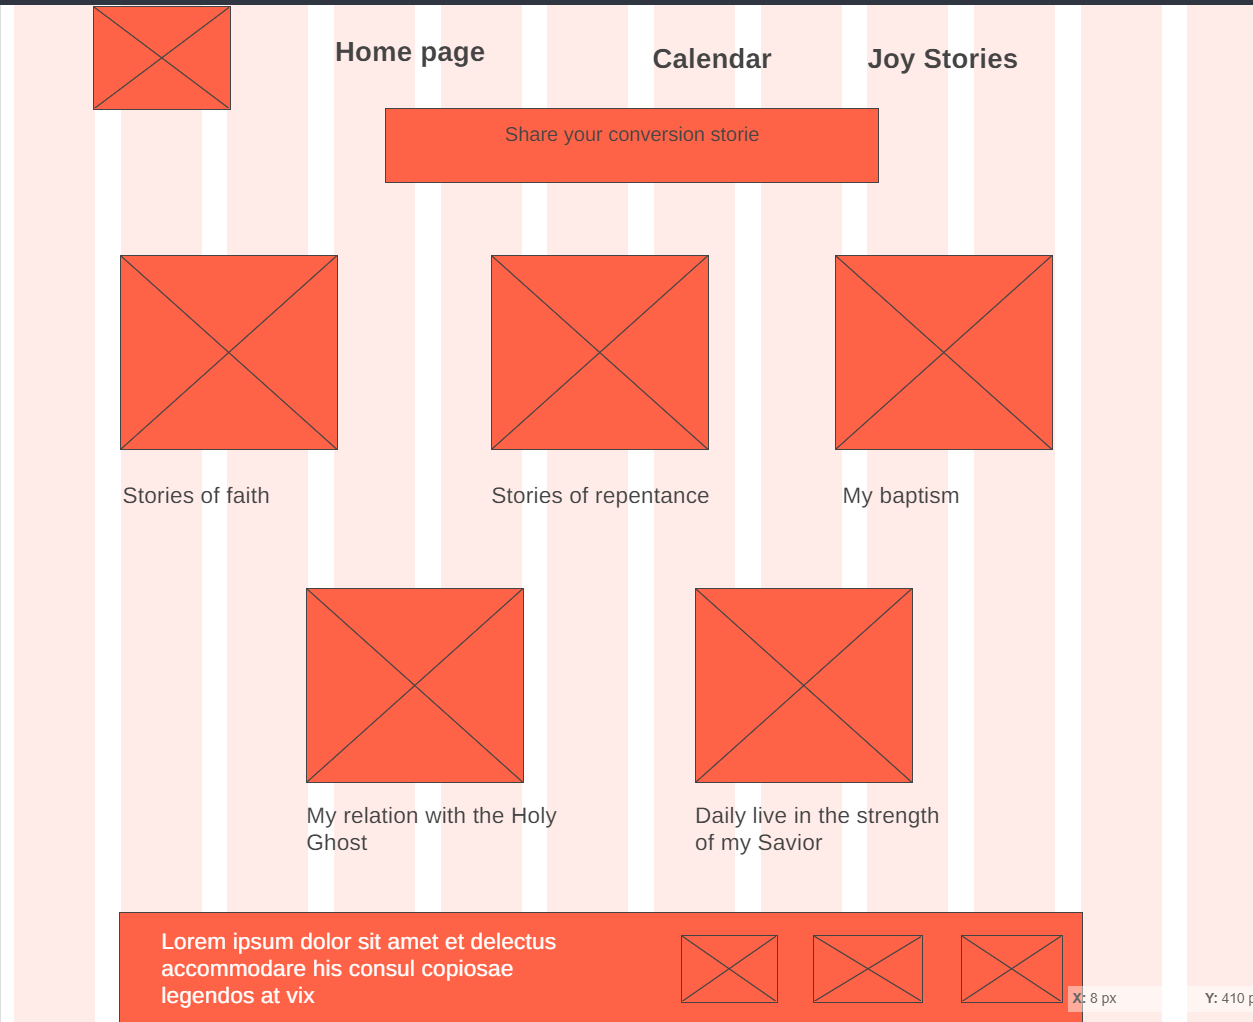 Home page
Calendar
Joy Stories
Share your conversion storie
Stories of faith
Stories of repentance
My baptism
My relation with the Holy
Ghost
Daily live in the strength
of my Savior
Lorem ipsum dolor sit amet et delectus
accommodare his consul copiosae
legendos at vix
X: 8 px
Y: 410 p